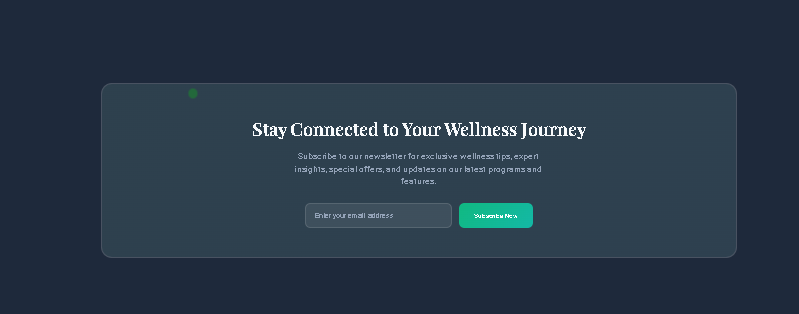 Stay Connected to Your Wellness Journey
Subscribe to our newsletter for exclusive wellness tips, expert
insights, special offers, and updates on our latest programs and
features.
Enter your email address
Subscribe Now